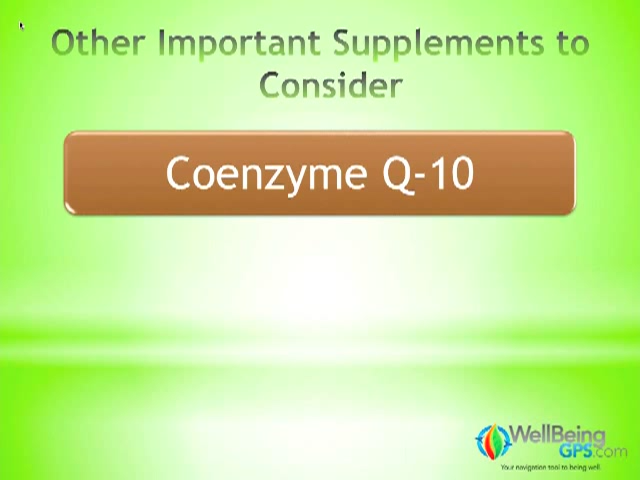 Other Important Supplements to
Consider
Coenzyme Q-10
WellBeing
GPS.com
Your navigation tool to being well.